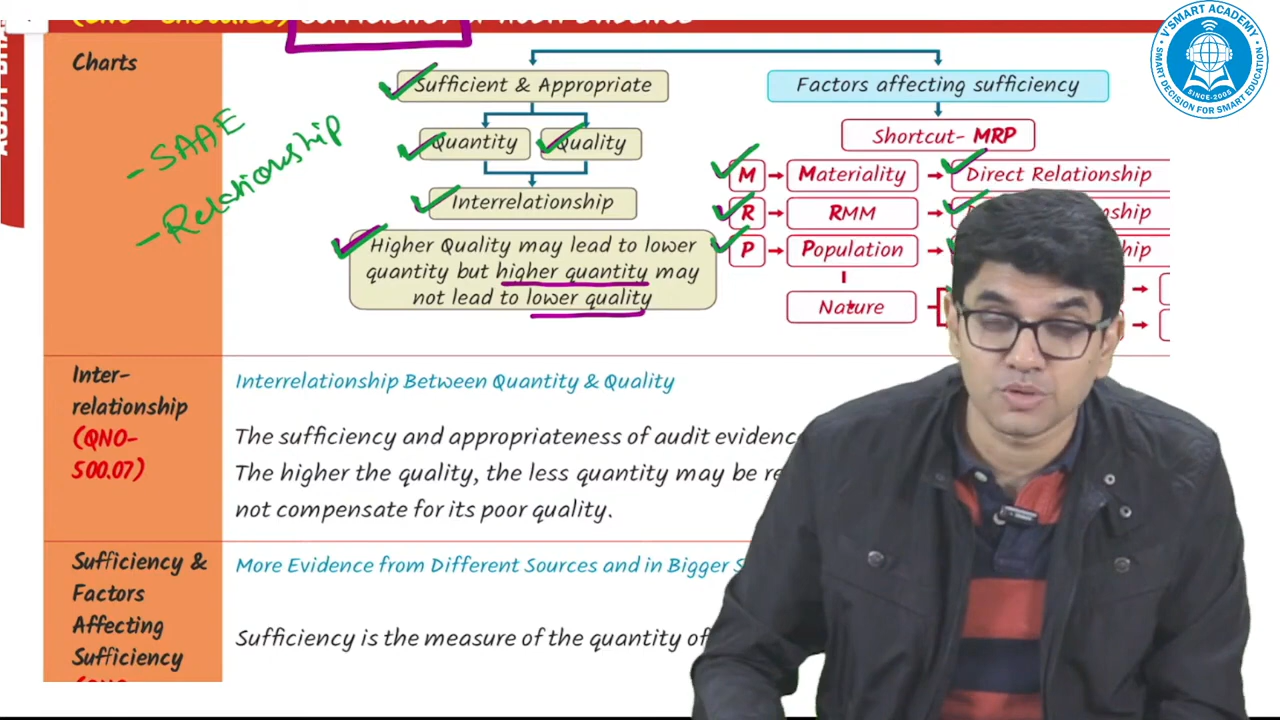 SUFFICIENCY
AUDIT
Charts
- SAAE
- Relationship
Sufficient & Appropriate
Quantity
Quality
Interrelationship
Higher Quality may lead to lower
quantity but higher quantity may
not lead to lower quality
Factors affecting sufficiency
Shortcut- MRP
M Materiality Direct Relationship
R RMM
P Population
Nature
Inter-
relationship
(QNO-
500.07)
Interrelationship Between Quantity & Quality
The sufficiency and appropriateness of audit
The higher the quality, the less quantity may be
not compensate for its poor quality.
Sufficiency &
Factors
Affecting
Sufficiency
More Evidence from Different Sources and in Bigger
Sufficiency is the measure of the quantity of
V'SMART ACADEMY
SMART DECISION FOR SMART EDUCATION
SINCE-2005